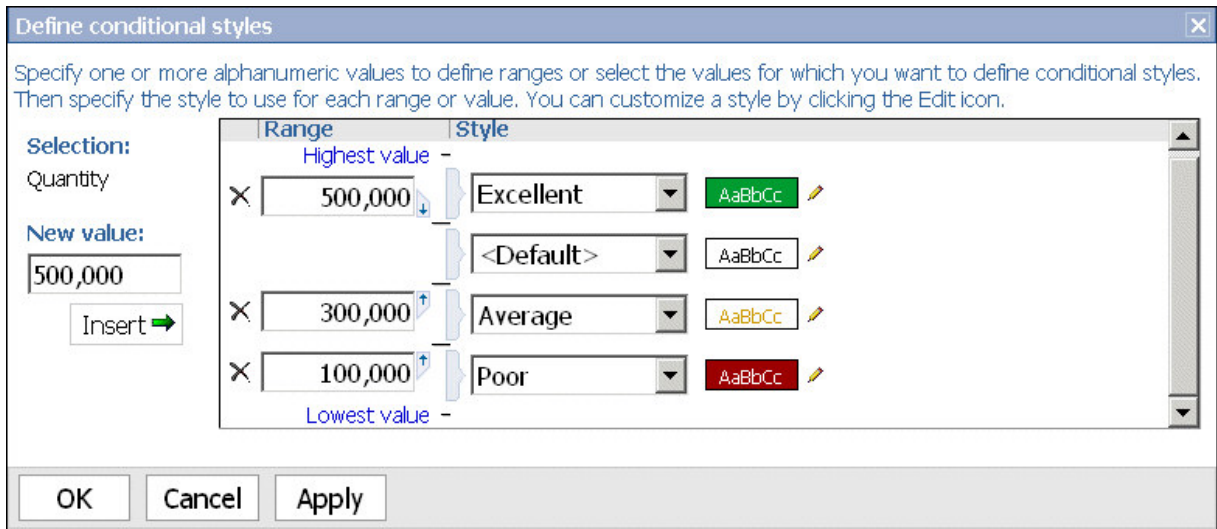 Define conditional styles
Specify one or more alphanumeric values to define ranges or select the values for which you want to define conditional styles.
Then specify the style to use for each range or value. You can customize a style by clicking the Edit icon.
Selection:
Quantity
New value:
500,000
Insert
Range Style
Highest value
500,000 Excellent AaBbCc
<Default> AaBbCc
300,000 Average AaBbCc
100,000 Poor AaBbCc
Lowest value
OK Cancel Apply